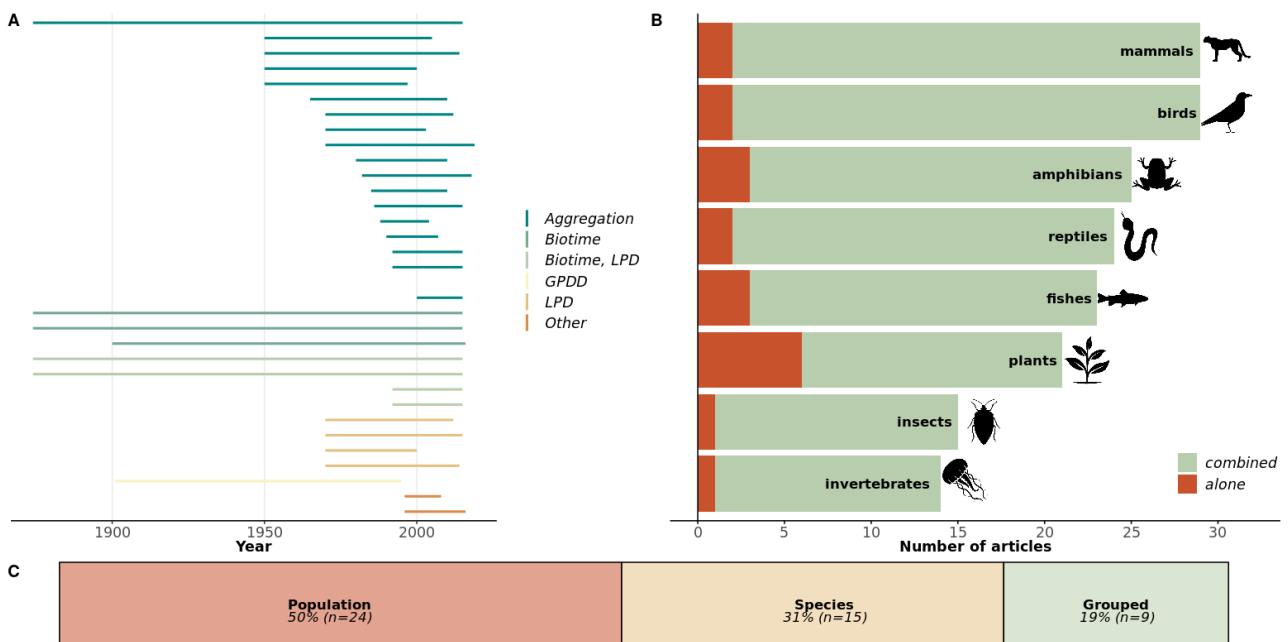 A
Aggregation
Biotime
Biotime, LPD
GPDD
LPD
Other
1900
1950
2000
Year
B
mammals
birds
amphibians
reptiles
fishes
plants
insects
invertebrates
combined
alone
0
5
10
15
20
25
30
Number of articles
C
Population
50% (n=24)
Species
31% (n=15)
Grouped
19% (n=9)